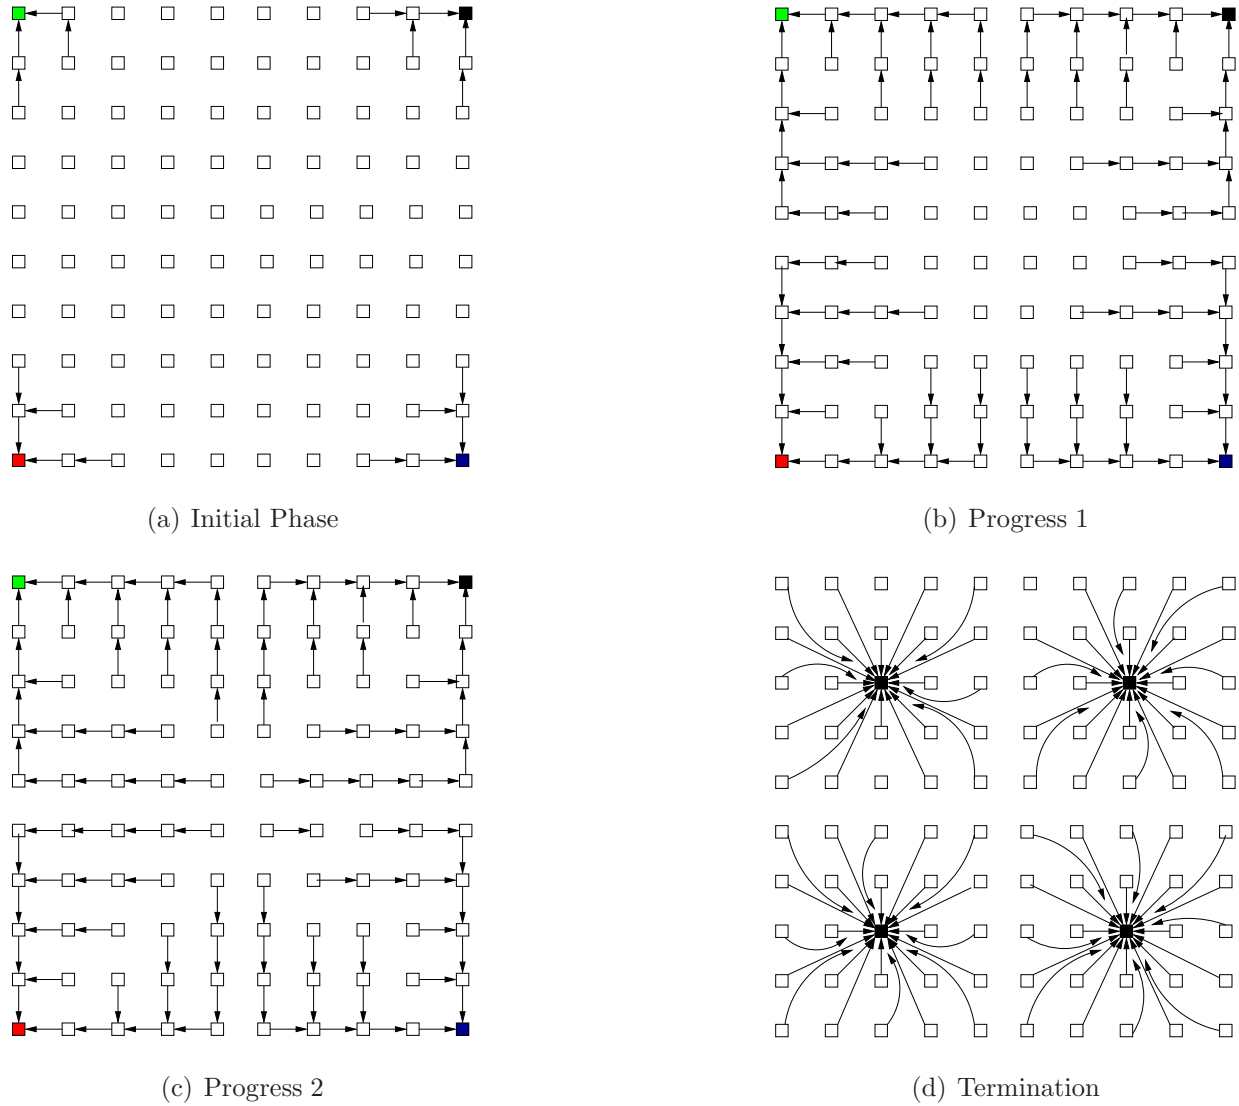 (a) Initial Phase
(b) Progress 1
(c) Progress 2
(d) Termination